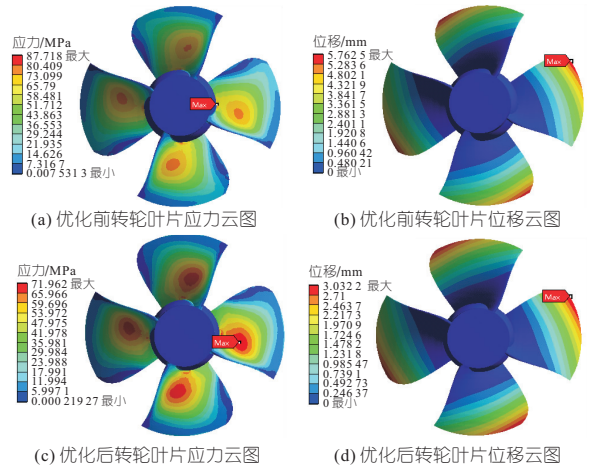 应力/MPa
87.718 最大
80.409
73.099
65.79
58.481
51.712
43.863
36.553
29.244
21.935
14.626
7.316 7
0.007 531 3 最小
Max
(a) 优化前转轮叶片应力云图
位移/mm
5.762 5 最大
5.283 6
4.802 1
4.321 9
3.841 7
3.361 5
2.881 3
2.401 1
1.920 8
1.440 6
0.960 42
0.480 21
0 最小
Max
(b) 优化前转轮叶片位移云图
应力/MPa
71.962 最大
65.966
59.696
53.972
47.975
41.978
35.981
29.984
23.988
17.991
11.994
5.997 1
0.000 219 27 最小
Max
(c) 优化后转轮叶片应力云图
位移/mm
3.032 2 最大
2.71
2.463 7
2.217 3
1.970 9
1.724 6
1.478 2
1.231 8
0.985 47
0.739 1
0.492 73
0.246 37
0 最小
Max
(d) 优化后转轮叶片位移云图